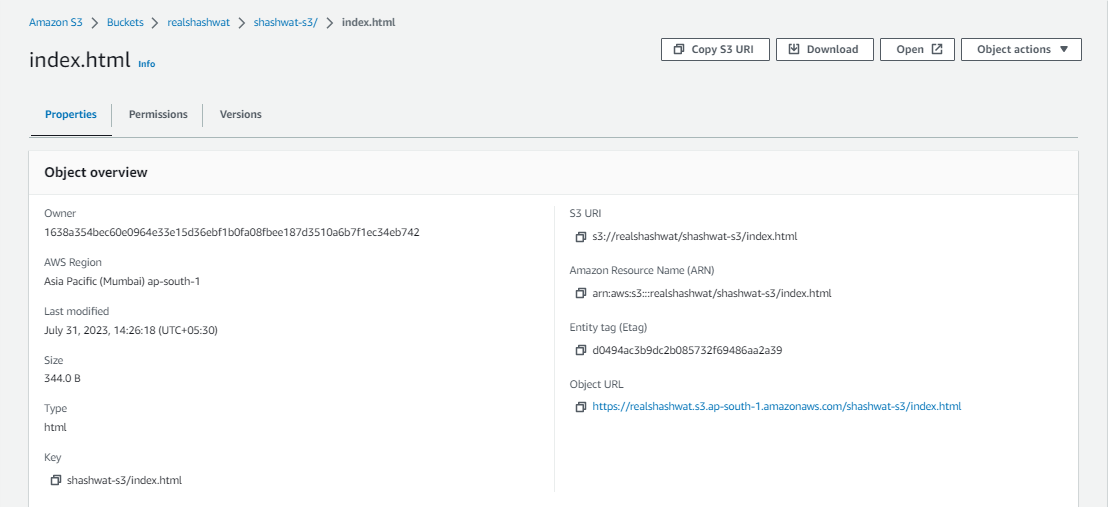 Amazon S3 > Buckets > realshashwat > shashwat-s3/ > index.html
index.html Info
Copy S3 URI Download Open Object actions
Properties Permissions Versions
Object overview
Owner
1638a354bec60e0964e33e15d36ebf1b0fa08fbee187d3510a6b7f1ec34eb742
AWS Region
Asia Pacific (Mumbai) ap-south-1
Last modified
July 31, 2023, 14:26:18 (UTC+05:30)
Size
344.0 B
Type
html
Key
shashwat-s3/index.html
S3 URI
s3://realshashwat/shashwat-s3/index.html
Amazon Resource Name (ARN)
arn:aws:s3:::realshashwat/shashwat-s3/index.html
Entity tag (Etag)
d0494ac3b9dc2b085732f69486aa2a39
Object URL
https://realshashwat.s3.ap-south-1.amazonaws.com/shashwat-s3/index.html